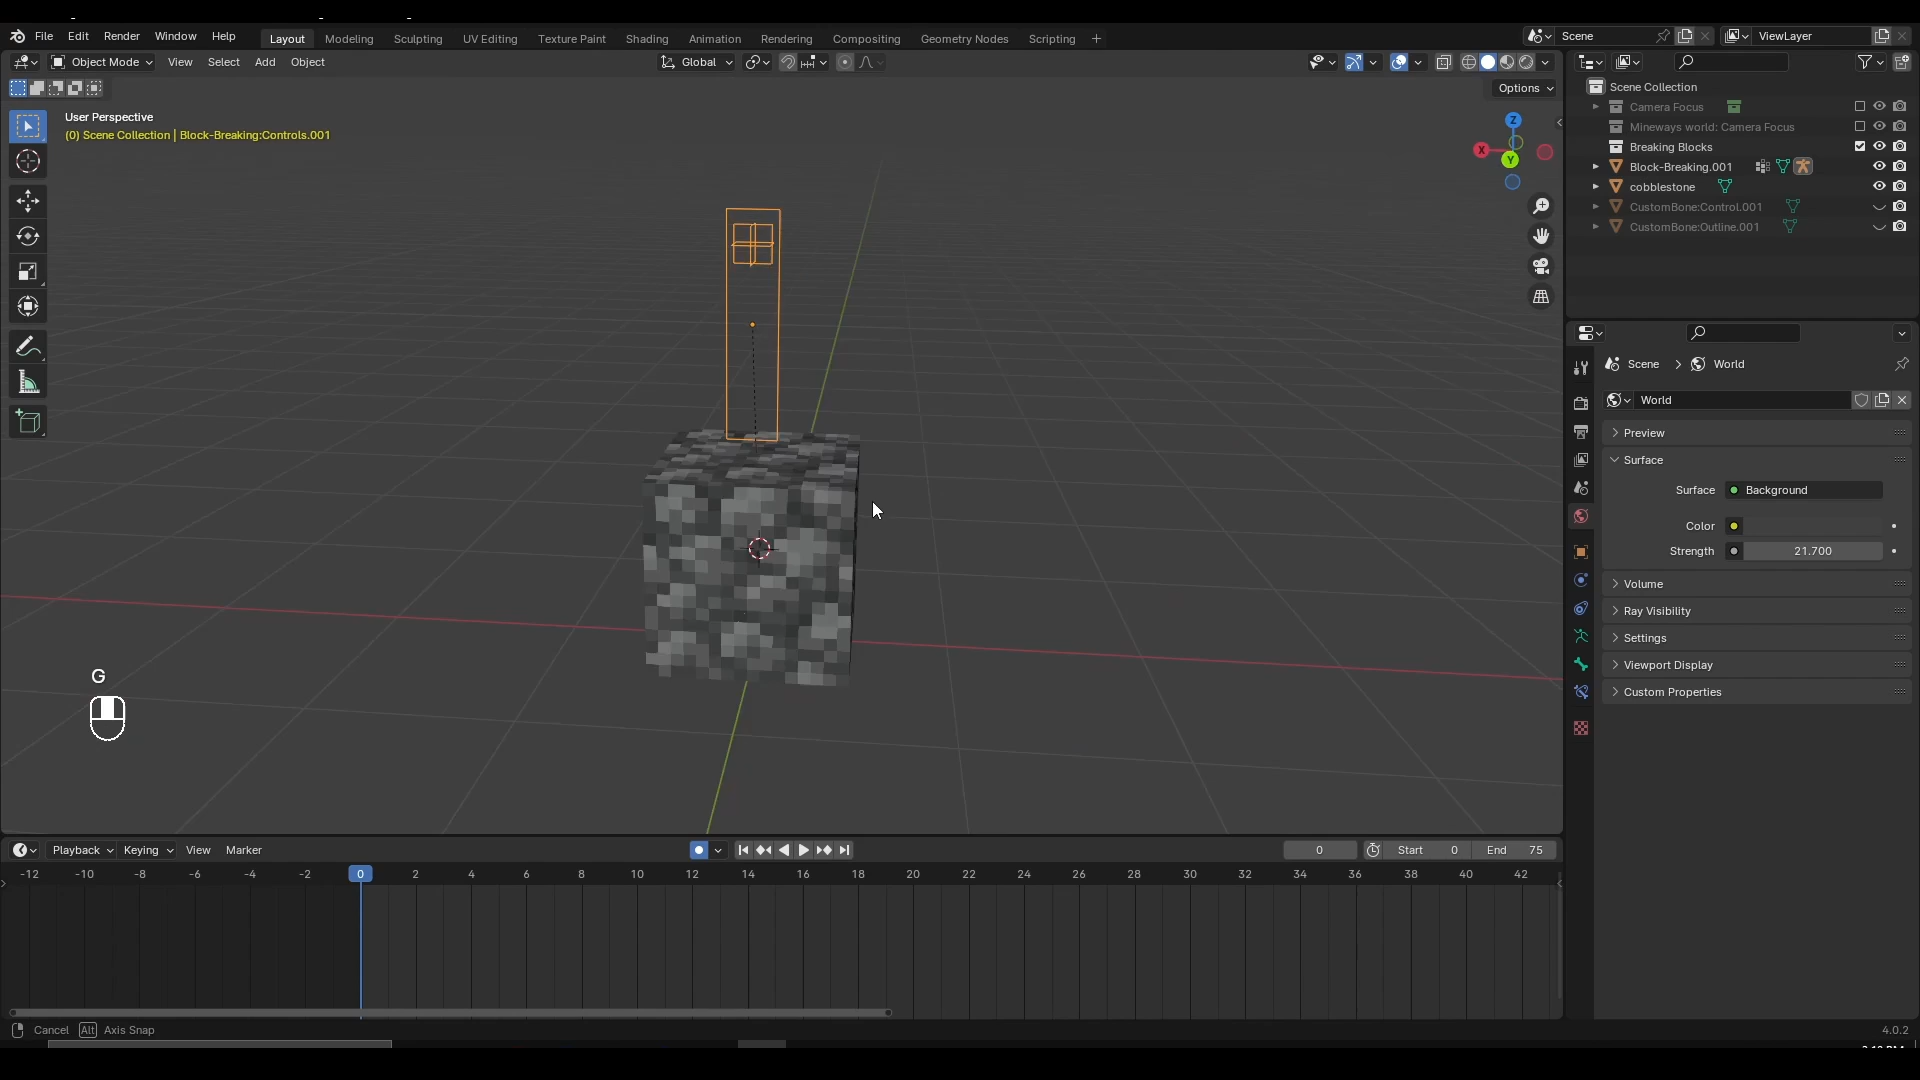 File Edit Render Window Help Layout Modeling Sculpting UV Editing Texture Paint Shading Animation Rendering Compositing Geometry Nodes Scripting + Scene ViewLayer
Object Mode View Select Add Object Global
Options
User Perspective
(0) Scene Collection | Block-Breaking:Controls.001
Z
X
Y
G
Scene Collection
Camera Focus
Mineways world: Camera Focus
Breaking Blocks
Block-Breaking.001
cobblestone
CustomBone:Control.001
CustomBone:Outline.001
Scene > World
World
Preview
Surface
Surface Background
Color
Strength 21.700
Volume
Ray Visibility
Settings
Viewport Display
Custom Properties
Playback Keying View Marker 0 Start 0 End 75
-12 -10 -8 -6 -4 -2 0 2 4 6 8 10 12 14 16 18 20 22 24 26 28 30 32 34 36 38 40 42
Cancel Alt Axis Snap 4.0.2